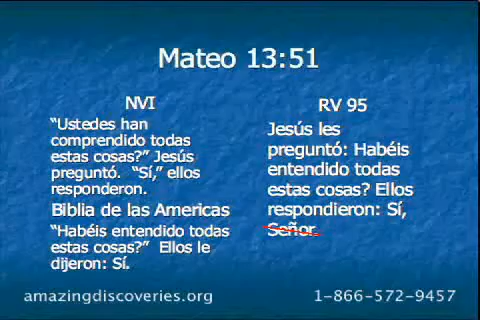 Mateo 13:51
NVI
“Ustedes han
comprendido todas
estas cosas?” Jesús
preguntó. “Sí,” ellos
responderon.
Biblia de las Americas
“Habéis entendido todas
estas cosas?” Ellos le
dijeron: Sí.
RV 95
Jesús les
preguntó: Habéis
entendido todas
estas cosas? Ellos
respondieron: Sí,
Señor.
amazingdiscoveries.org
1-866-572-9457